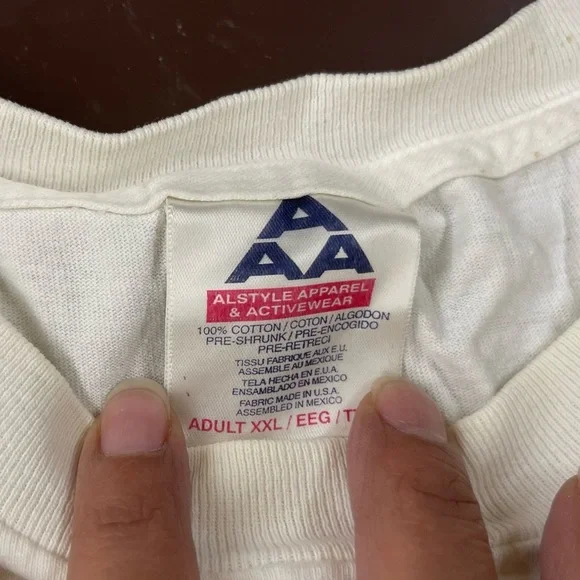 A
AA
ALSTYLE APPAREL
& ACTIVEWEAR
100% COTTON / COTON / ALGODON
PRE-SHRUNK / PRE-ENCOGIDO
PRE-RETRECI
TISSU FABRIQUE AUX E.U.
ASSEMBLE AU MEXIQUE
TELA HECHA EN E.U.A.
ENSAMBLADO EN MEXICO
FABRIC MADE IN U.S.A.
ASSEMBLED IN MEXICO
ADULT XXL / EEG /